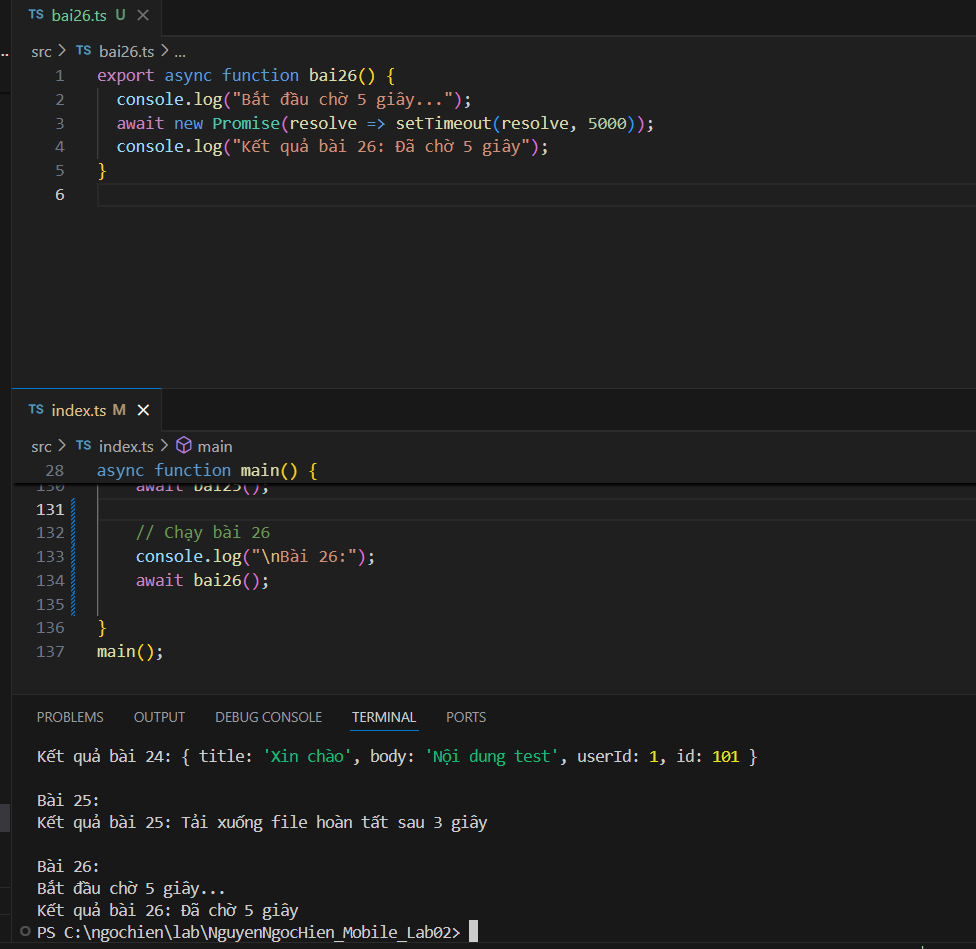 TS bai26.ts U
src > TS bai26.ts > ...
1 export async function bai26() {
2 console.log("Bắt đầu chờ 5 giây...");
3 await new Promise(resolve => setTimeout(resolve, 5000));
4 console.log("Kết quả bài 26: Đã chờ 5 giây");
5 }
6
TS index.ts M
src > TS index.ts > main
28 async function main() {
130 await bai25();
131
132 // Chạy bài 26
133 console.log("\nBài 26:");
134 await bai26();
135
136 }
137 main();
PROBLEMS OUTPUT DEBUG CONSOLE TERMINAL PORTS
Kết quả bài 24: { title: 'Xin chào', body: 'Nội dung test', userId: 1, id: 101 }
Bài 25:
Kết quả bài 25: Tải xuống file hoàn tất sau 3 giây
Bài 26:
Bắt đầu chờ 5 giây...
Kết quả bài 26: Đã chờ 5 giây
PS C:\ngochien\lab\NguyenNgocHien_Mobile_Lab02>